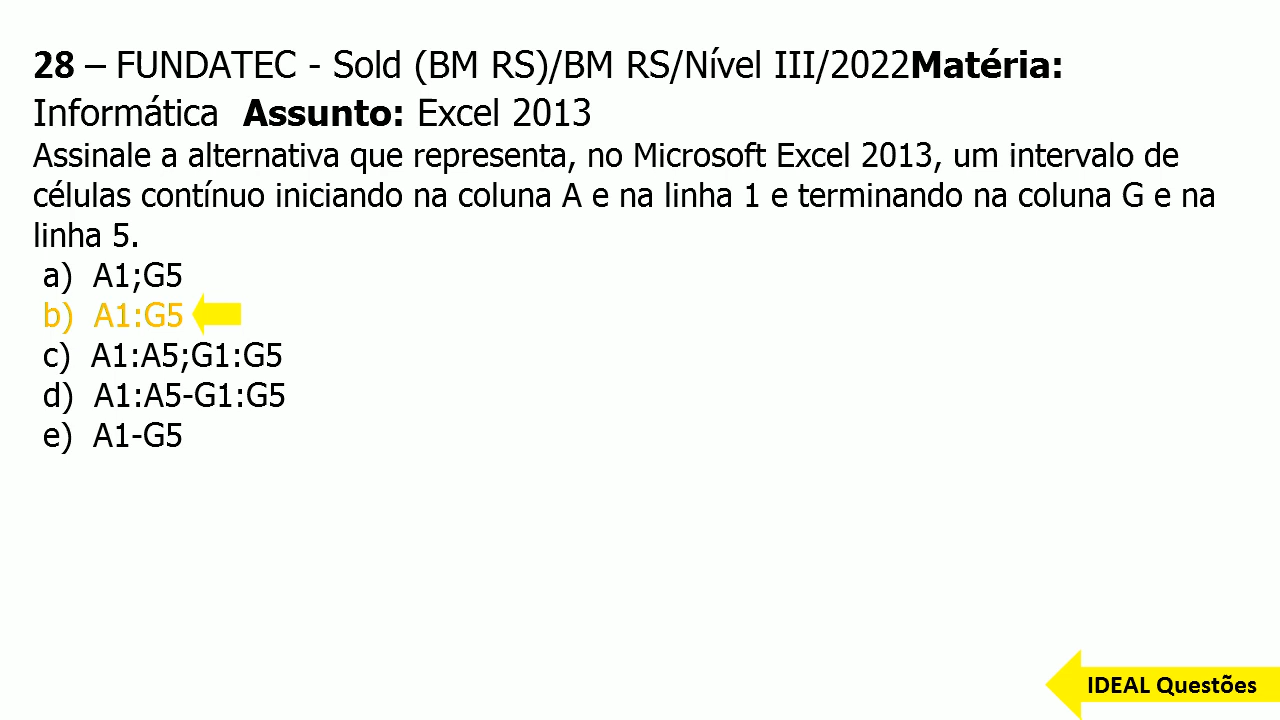 28 – FUNDATEC - Sold (BM RS)/BM RS/Nível III/2022Matéria:
Informática  Assunto: Excel 2013
Assinale a alternativa que representa, no Microsoft Excel 2013, um intervalo de
células contínuo iniciando na coluna A e na linha 1 e terminando na coluna G e na
linha 5.
a)  A1;G5
b)  A1:G5
c)  A1:A5;G1:G5
d)  A1:A5-G1:G5
e)  A1-G5
IDEAL Questões